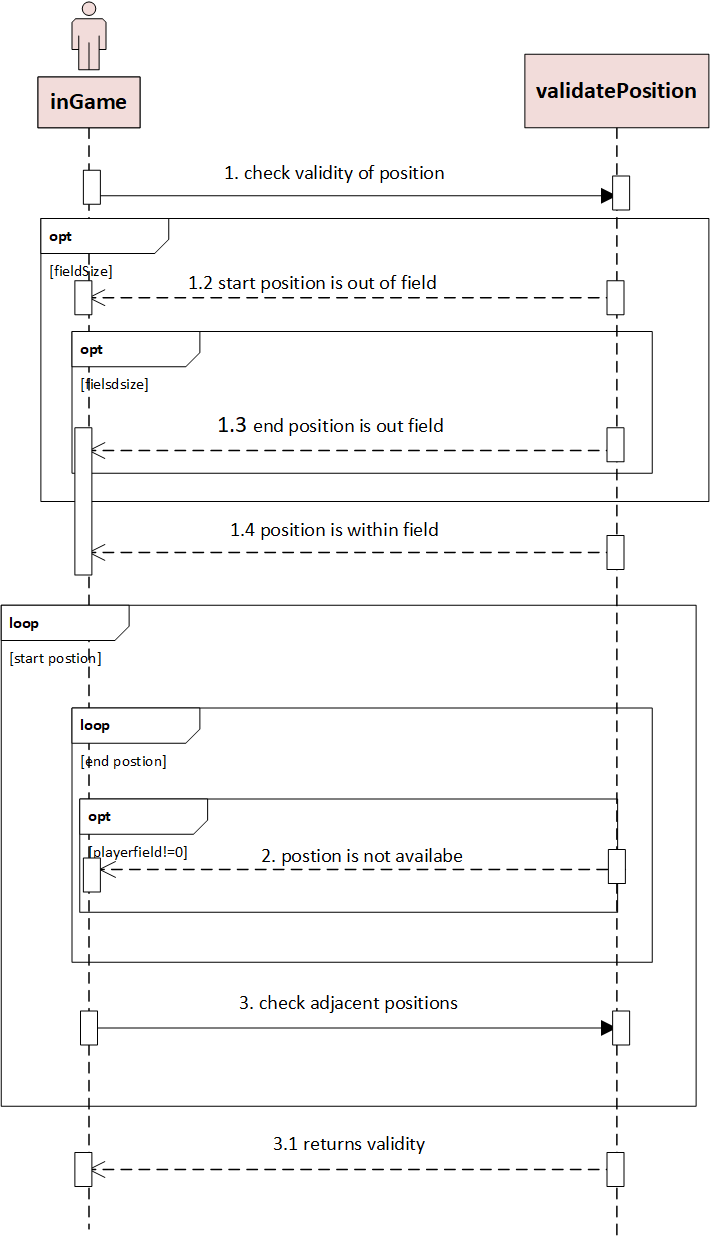 inGame
validatePosition
1. check validity of position
opt
[fieldSize]
1.2 start position is out of field
opt
[fielsdsize]
1.3 end position is out field
1.4 position is within field
loop
[start postion]
loop
[end postion]
opt
[playerfield!=0]
2. postion is not availabe
3. check adjacent positions
3.1 returns validity